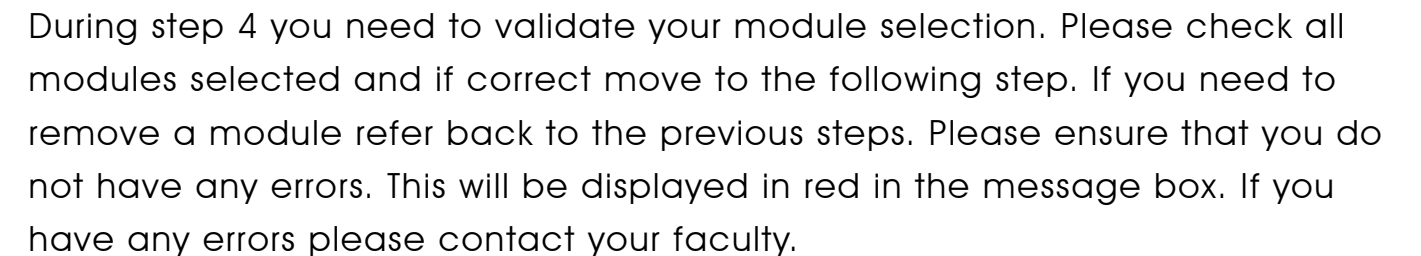 During step 4 you need to validate your module selection. Please check all
modules selected and if correct move to the following step. If you need to
remove a module refer back to the previous steps. Please ensure that you do
not have any errors. This will be displayed in red in the message box. If you
have any errors please contact your faculty.